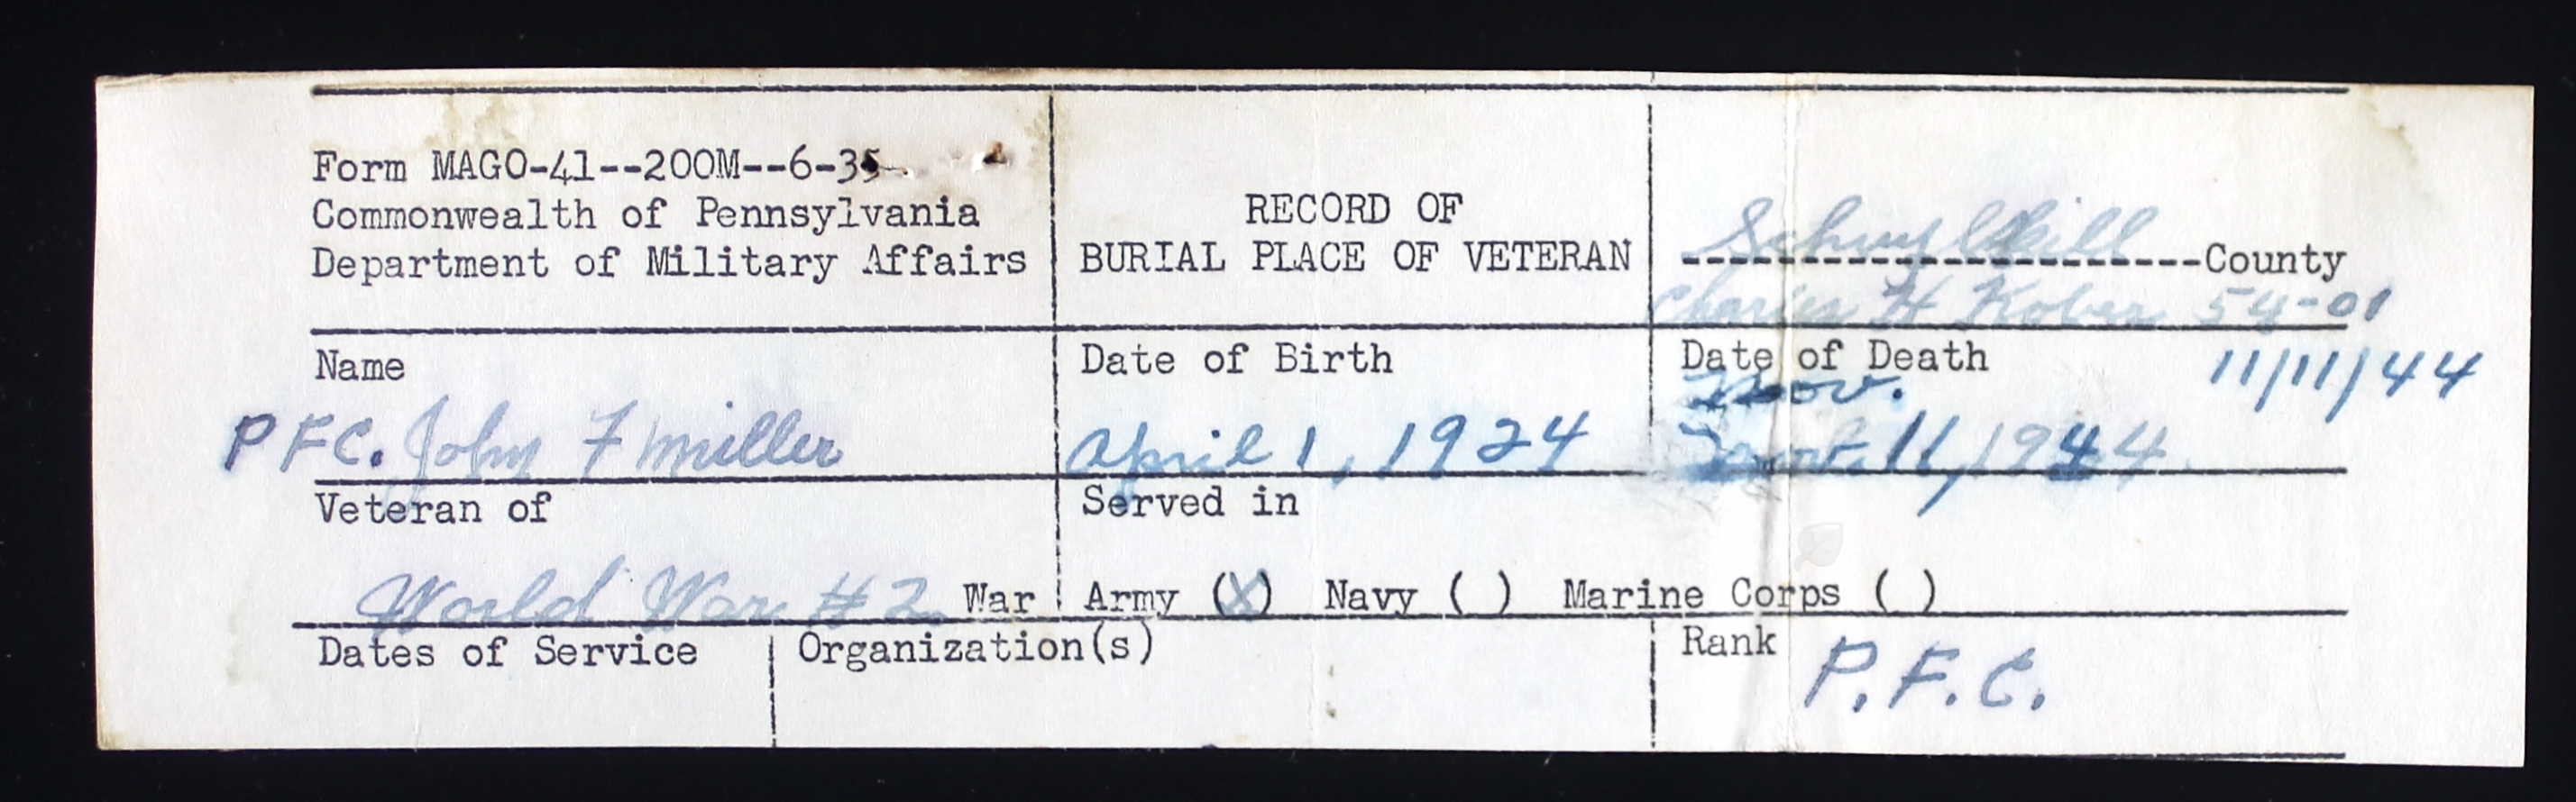 Form MAGO-41--200M--6-35
Commonwealth of Pennsylvania
Department of Military Affairs
RECORD OF
BURIAL PLACE OF VETERAN
Schuylkill County
Charles H Kober 54-01
Name
PFC. John F Miller
Date of Birth
April 1, 1924
Date of Death 11/11/44
Nov.
11, 1944
Veteran of
World War #2 War
Served in
Army (X) Navy ( ) Marine Corps ( )
Dates of Service
Organization(s)
Rank P.F.C.